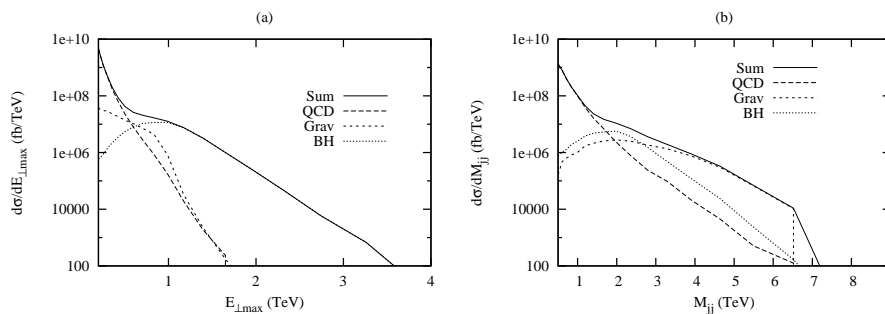 (a)
dσ/dE⊥max (fb/TeV)
1e+10
1e+08
1e+06
10000
100
Sum
QCD
Grav
BH
1 2 3 4
E⊥max (TeV)
(b)
dσ/dMjj (fb/TeV)
1e+10
1e+08
1e+06
10000
100
Sum
QCD
Grav
BH
1 2 3 4 5 6 7 8
Mjj (TeV)